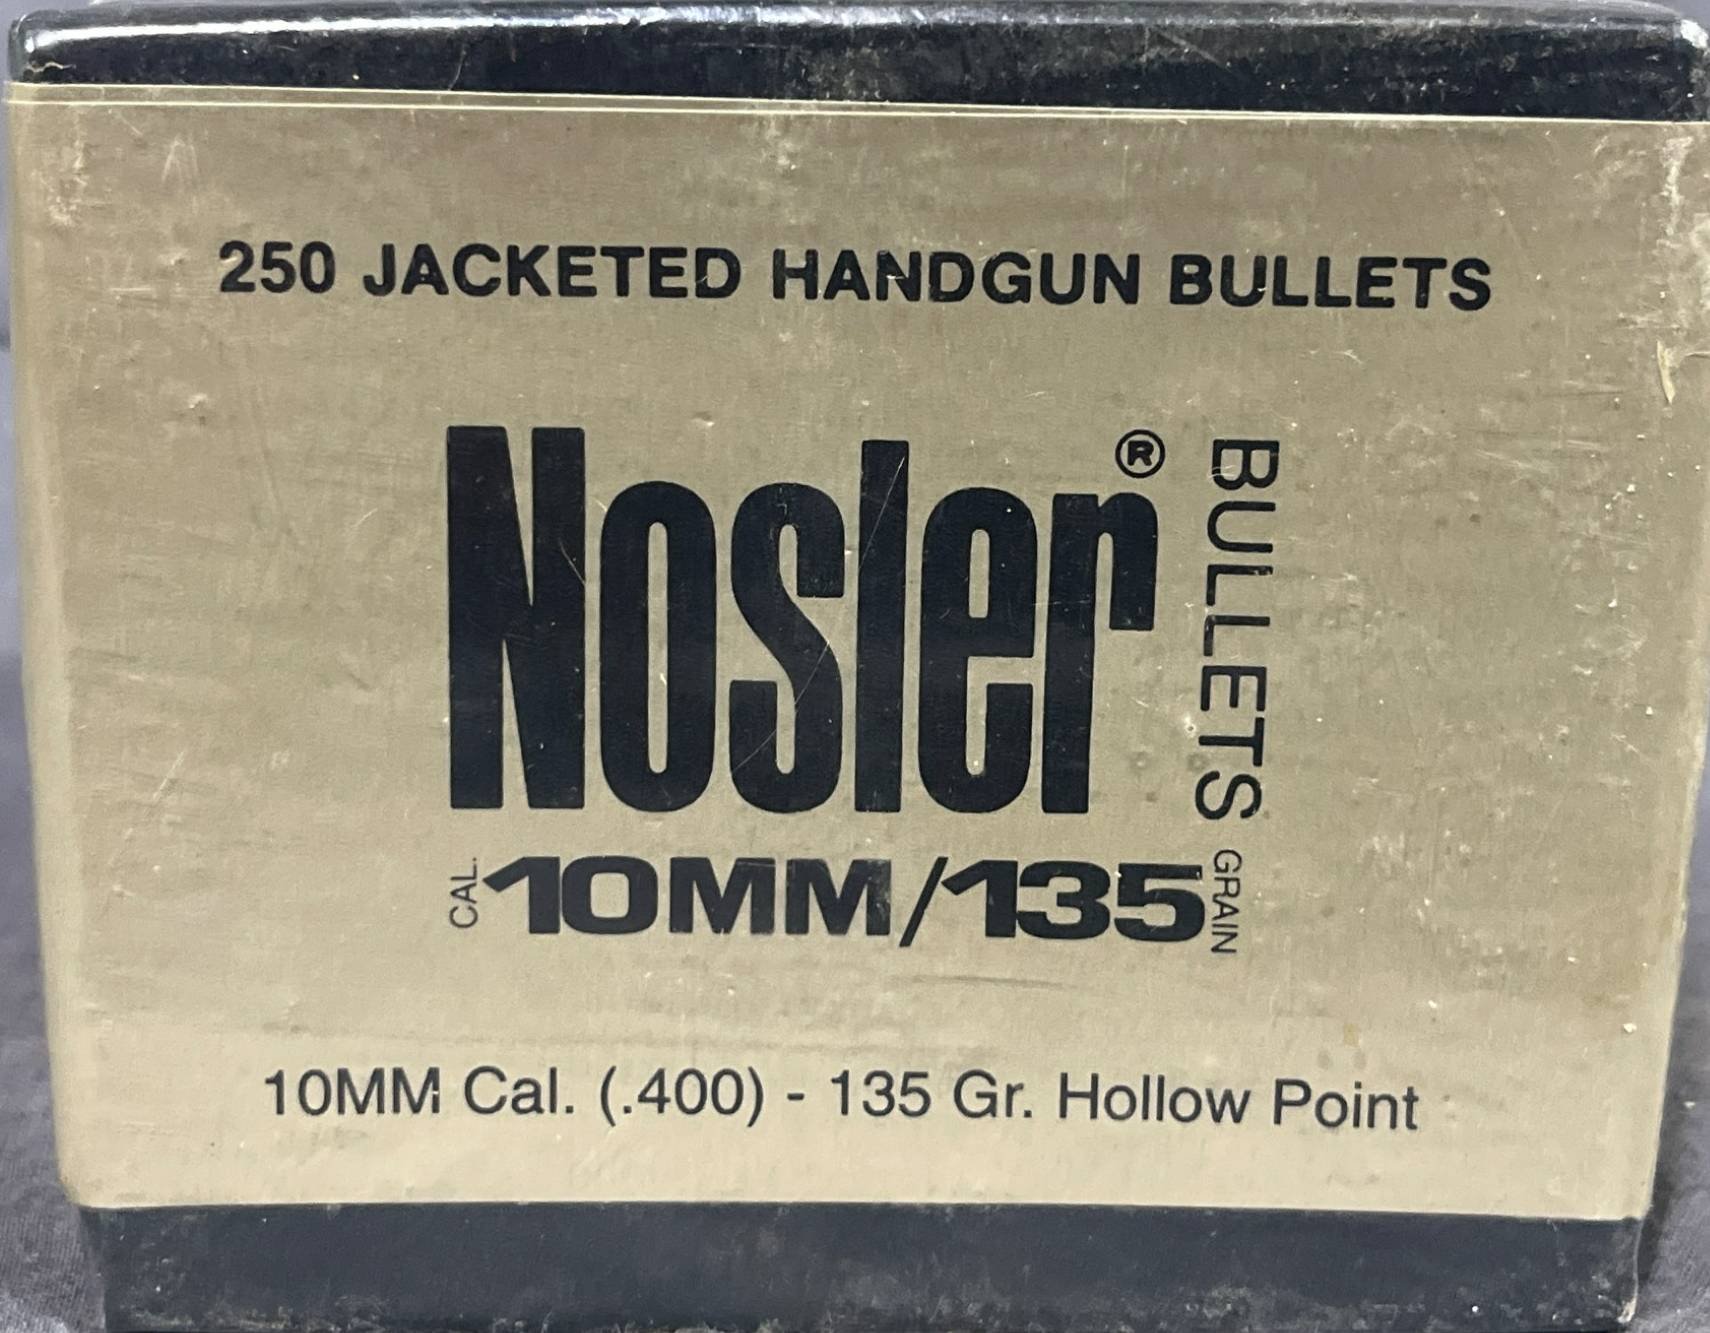 250 JACKETED HANDGUN BULLETS
Nosler®
BULLETS
CAL. 10MM/135 GRAIN
10MM Cal. (.400) - 135 Gr. Hollow Point